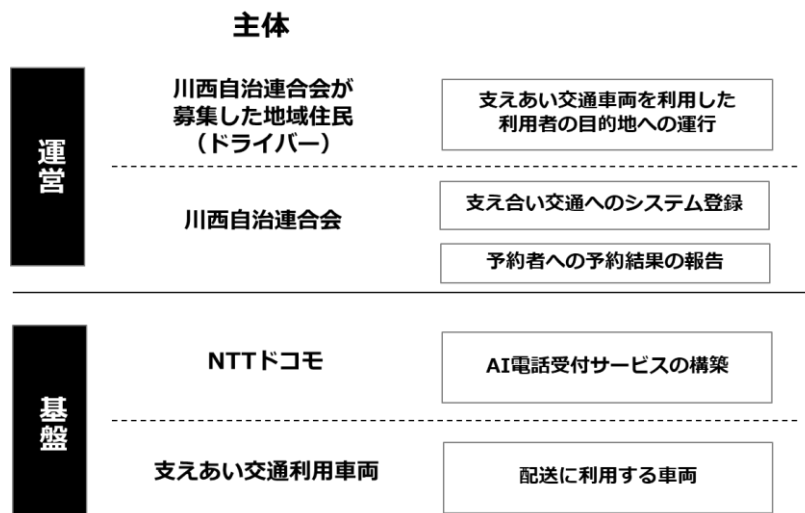 主体
運営
川西自治連合会が
募集した地域住民
（ドライバー）
支えあい交通車両を利用した
利用者の目的地への運行
川西自治連合会
支え合い交通へのシステム登録
予約者への予約結果の報告
基盤
NTTドコモ
AI電話受付サービスの構築
支えあい交通利用車両
配送に利用する車両